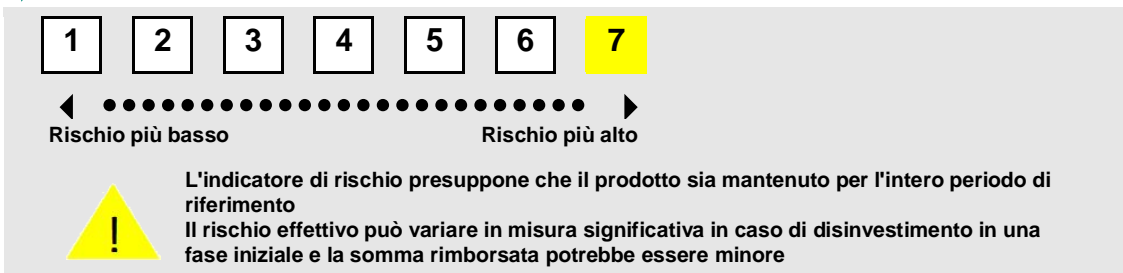 1 2 3 4 5 6 7
Rischio più basso Rischio più alto
L'indicatore di rischio presuppone che il prodotto sia mantenuto per l'intero periodo di
riferimento
Il rischio effettivo può variare in misura significativa in caso di disinvestimento in una
fase iniziale e la somma rimborsata potrebbe essere minore
!